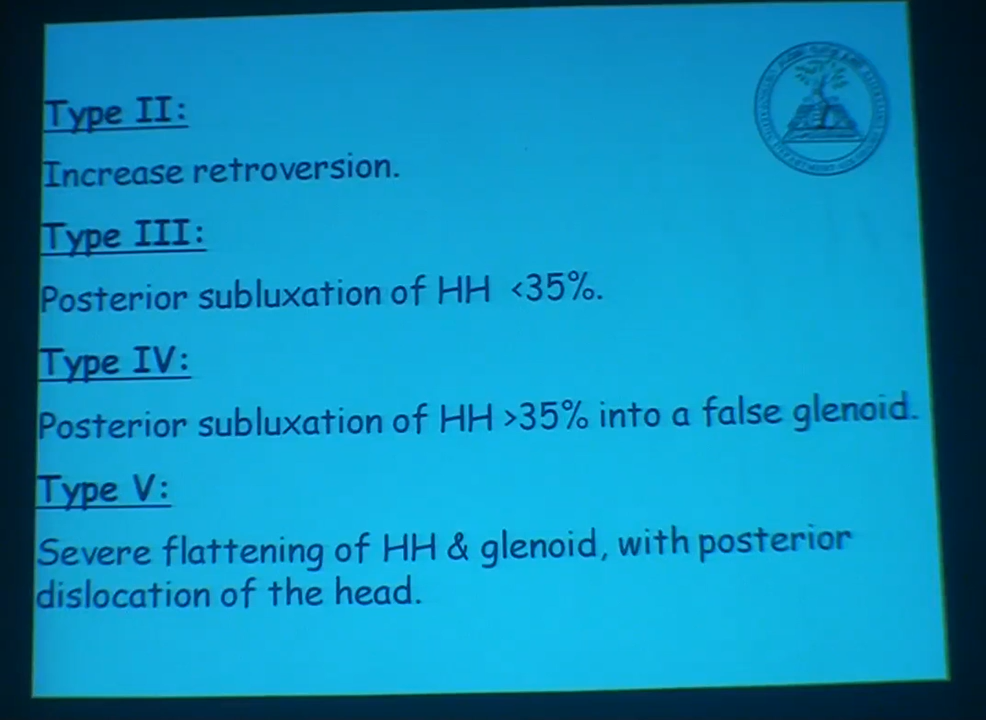 Type II:
Increase retroversion.
Type III:
Posterior subluxation of HH <35%.
Type IV:
Posterior subluxation of HH >35% into a false glenoid.
Type V:
Severe flattening of HH & glenoid, with posterior
dislocation of the head.